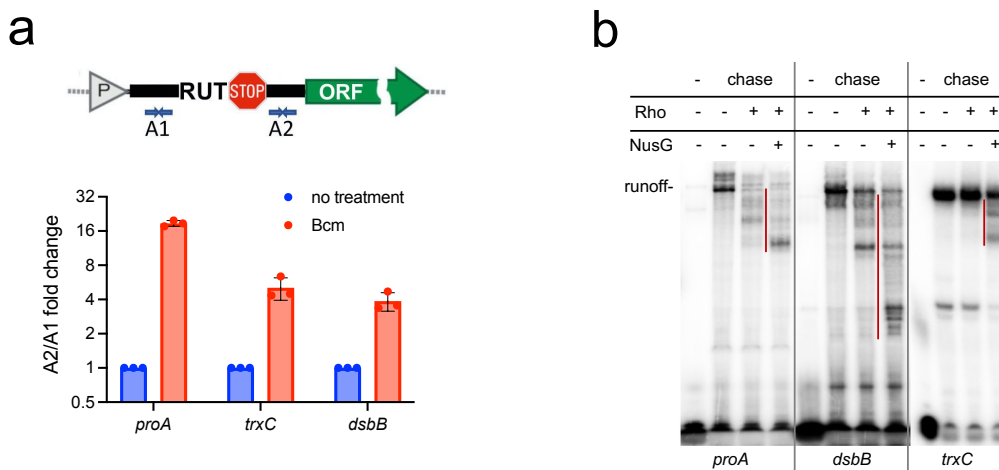 a
P RUT STOP ORF
A1 A2
no treatment
Bcm
A2/A1 fold change
32
16
8
4
2
1
0.5
proA trxC dsbB
b
- chase - chase - chase
Rho - - + + - - + + - - + +
NusG - - - + - - - + - - - +
runoff-
proA dsbB trxC